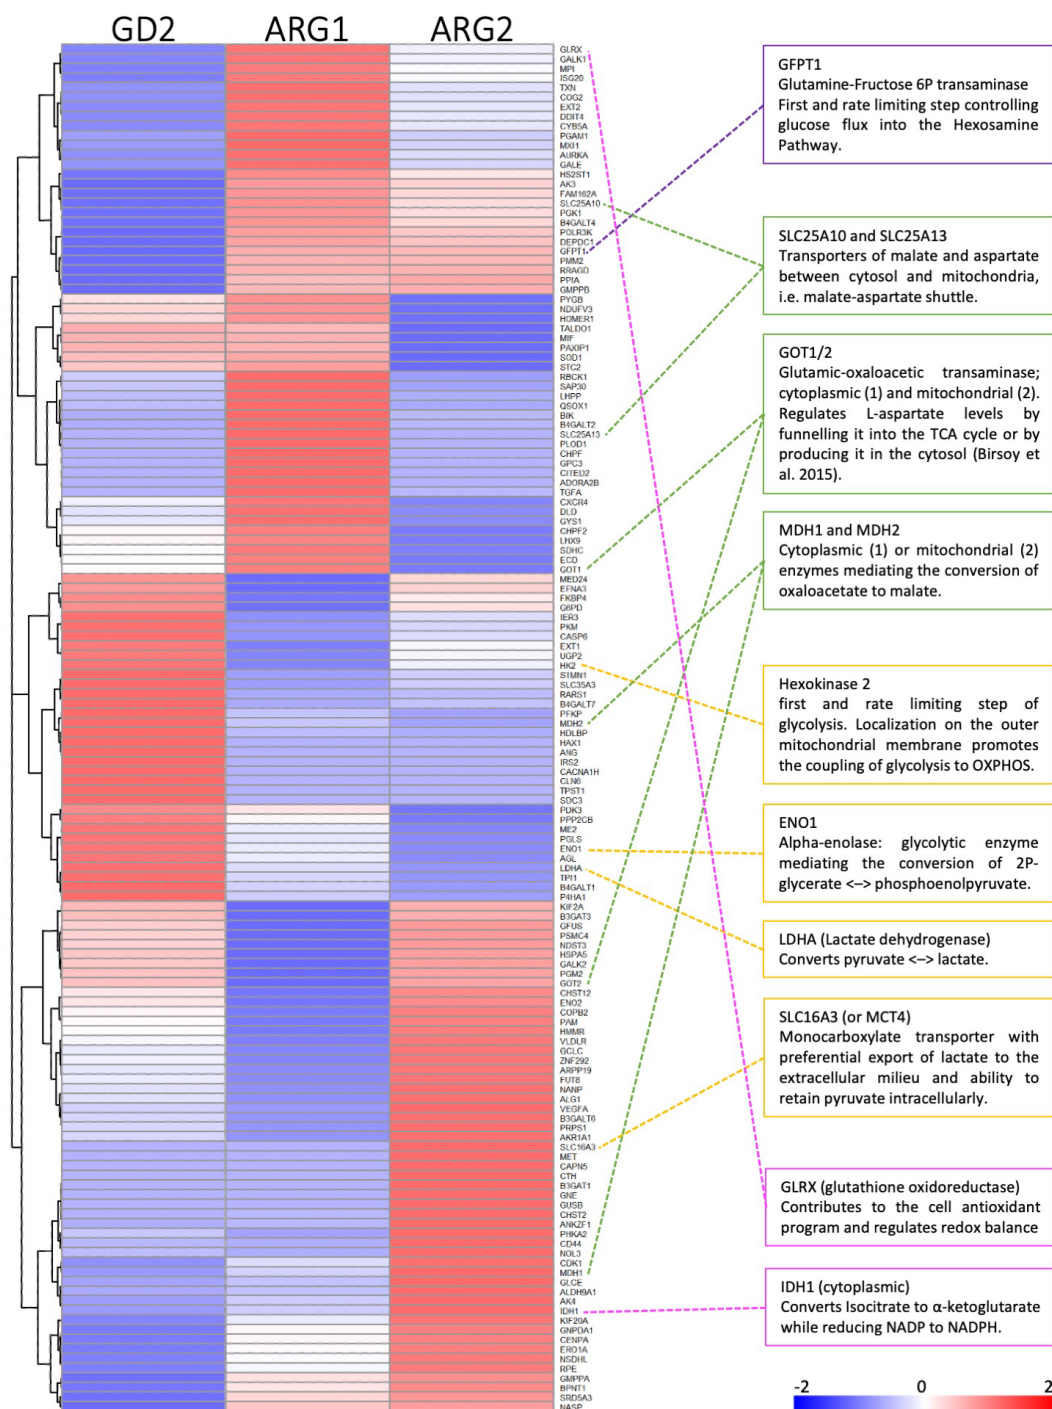 GD2 ARG1 ARG2
GLRX
GALK1
MPI
ISG20
TXN
COG2
EXT2
DDIT4
CYB5A
PGAM1
MXI1
AURKA
GALE
HS2ST1
AK3
FAM162A
SLC25A10
PGK1
B4GALT4
POLR3K
DEPDC1
GFPT1
PMM2
RRAGD
PPIA
GMPPB
PYGB
NDUFV3
HOMER1
TALDO1
MIF
PAXIP1
SOD1
STC2
RBCK1
SAP30
LHPP
QSOX1
BIK
B4GALT2
SLC25A13
PLOD1
CHPF
GPC3
CITED2
ADORA2B
TGFA
CXCR4
DLD
GYS1
CHPF2
LHX9
SDHC
ECD
GOT1
MED24
EFNA3
FKBP4
G6PD
IER3
PKM
CASP6
EXT1
UGP2
HK2
STMN1
SLC35A3
RARS1
B4GALT7
PFKP
MDH2
HDLBP
HAX1
ANG
IRS2
CACNA1H
CLN6
TPST1
SDC3
PDK3
PPP2CB
ME2
PGLS
ENO1
AGL
LDHA
TPI1
B4GALT1
P4HA1
KIF2A
B3GAT3
GFUS
PSMC4
NDST3
HSPA5
GALK2
PGM2
GOT2
CHST12
ENO2
COPB2
PAM
HMMR
VLDLR
GCLC
ZNF292
ARPP19
FUT8
NANP
ALG1
VEGFA
B3GALT6
PRPS1
AKR1A1
SLC16A3
MET
CAPN5
CTH
B3GAT1
GNE
GUSB
CHST2
ANKZF1
PHKA2
CD44
NOL3
CDK1
MDH1
GLCE
ALDH9A1
AK4
IDH1
KIF20A
GNPDA1
CENPA
ERO1A
NSDHL
RPE
GMPPA
BPNT1
SRD5A3
NASP
GFPT1
Glutamine-Fructose 6P transaminase
First and rate limiting step controlling
glucose flux into the Hexosamine
Pathway.
SLC25A10 and SLC25A13
Transporters of malate and aspartate
between cytosol and mitochondria,
i.e. malate-aspartate shuttle.
GOT1/2
Glutamic-oxaloacetic transaminase;
cytoplasmic (1) and mitochondrial (2).
Regulates L-aspartate levels by
funnelling it into the TCA cycle or by
producing it in the cytosol (Birsoy et
al. 2015).
MDH1 and MDH2
Cytoplasmic (1) or mitochondrial (2)
enzymes mediating the conversion of
oxaloacetate to malate.
Hexokinase 2
first and rate limiting step of
glycolysis. Localization on the outer
mitochondrial membrane promotes
the coupling of glycolysis to OXPHOS.
ENO1
Alpha-enolase: glycolytic enzyme
mediating the conversion of 2P-
glycerate <–> phosphoenolpyruvate.
LDHA (Lactate dehydrogenase)
Converts pyruvate <–> lactate.
SLC16A3 (or MCT4)
Monocarboxylate transporter with
preferential export of lactate to the
extracellular milieu and ability to
retain pyruvate intracellularly.
GLRX (glutathione oxidoreductase)
Contributes to the cell antioxidant
program and regulates redox balance
IDH1 (cytoplasmic)
Converts Isocitrate to α-ketoglutarate
while reducing NADP to NADPH.
-2 0 2